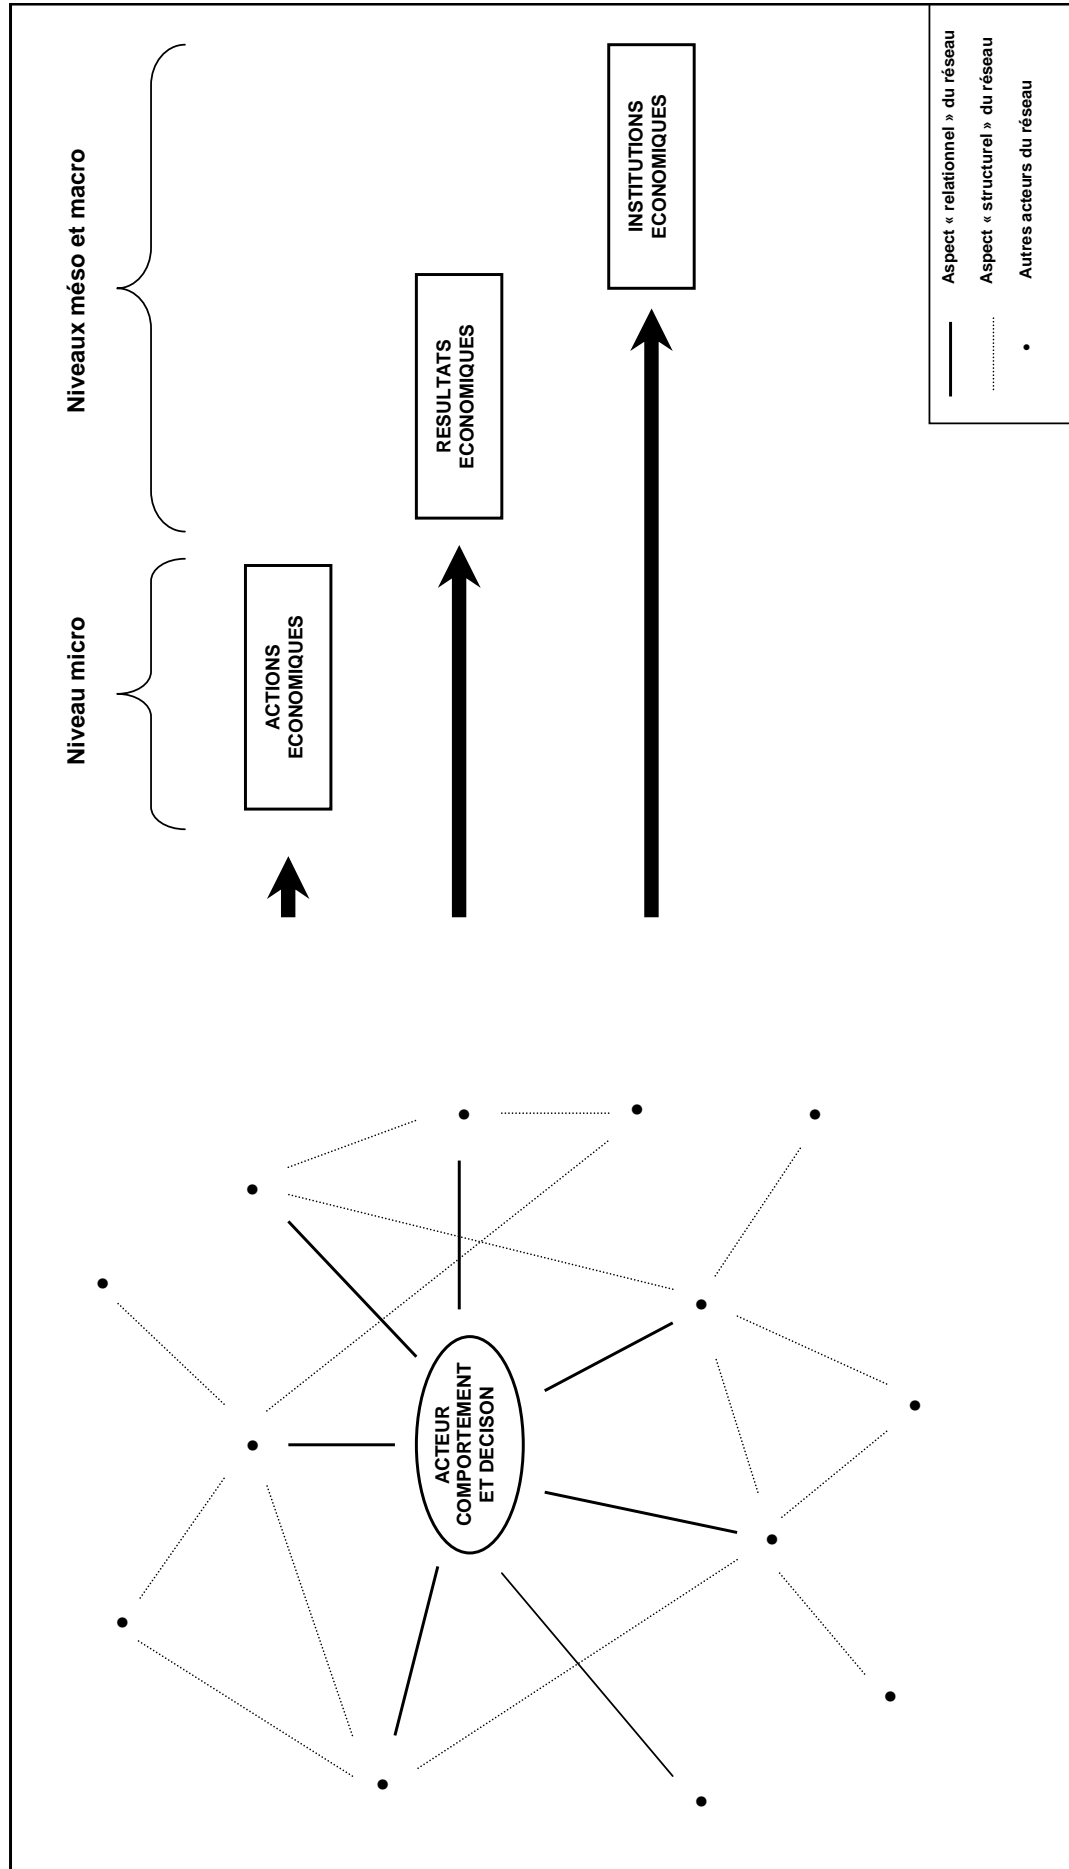 Niveau micro
Niveaux méso et macro
ACTIONS
ECONOMIQUES
RESULTATS
ECONOMIQUES
INSTITUTIONS
ECONOMIQUES
ACTEUR
COMPORTEMENT
ET DECISON
Aspect « relationnel » du réseau
Aspect « structurel » du réseau
Autres acteurs du réseau